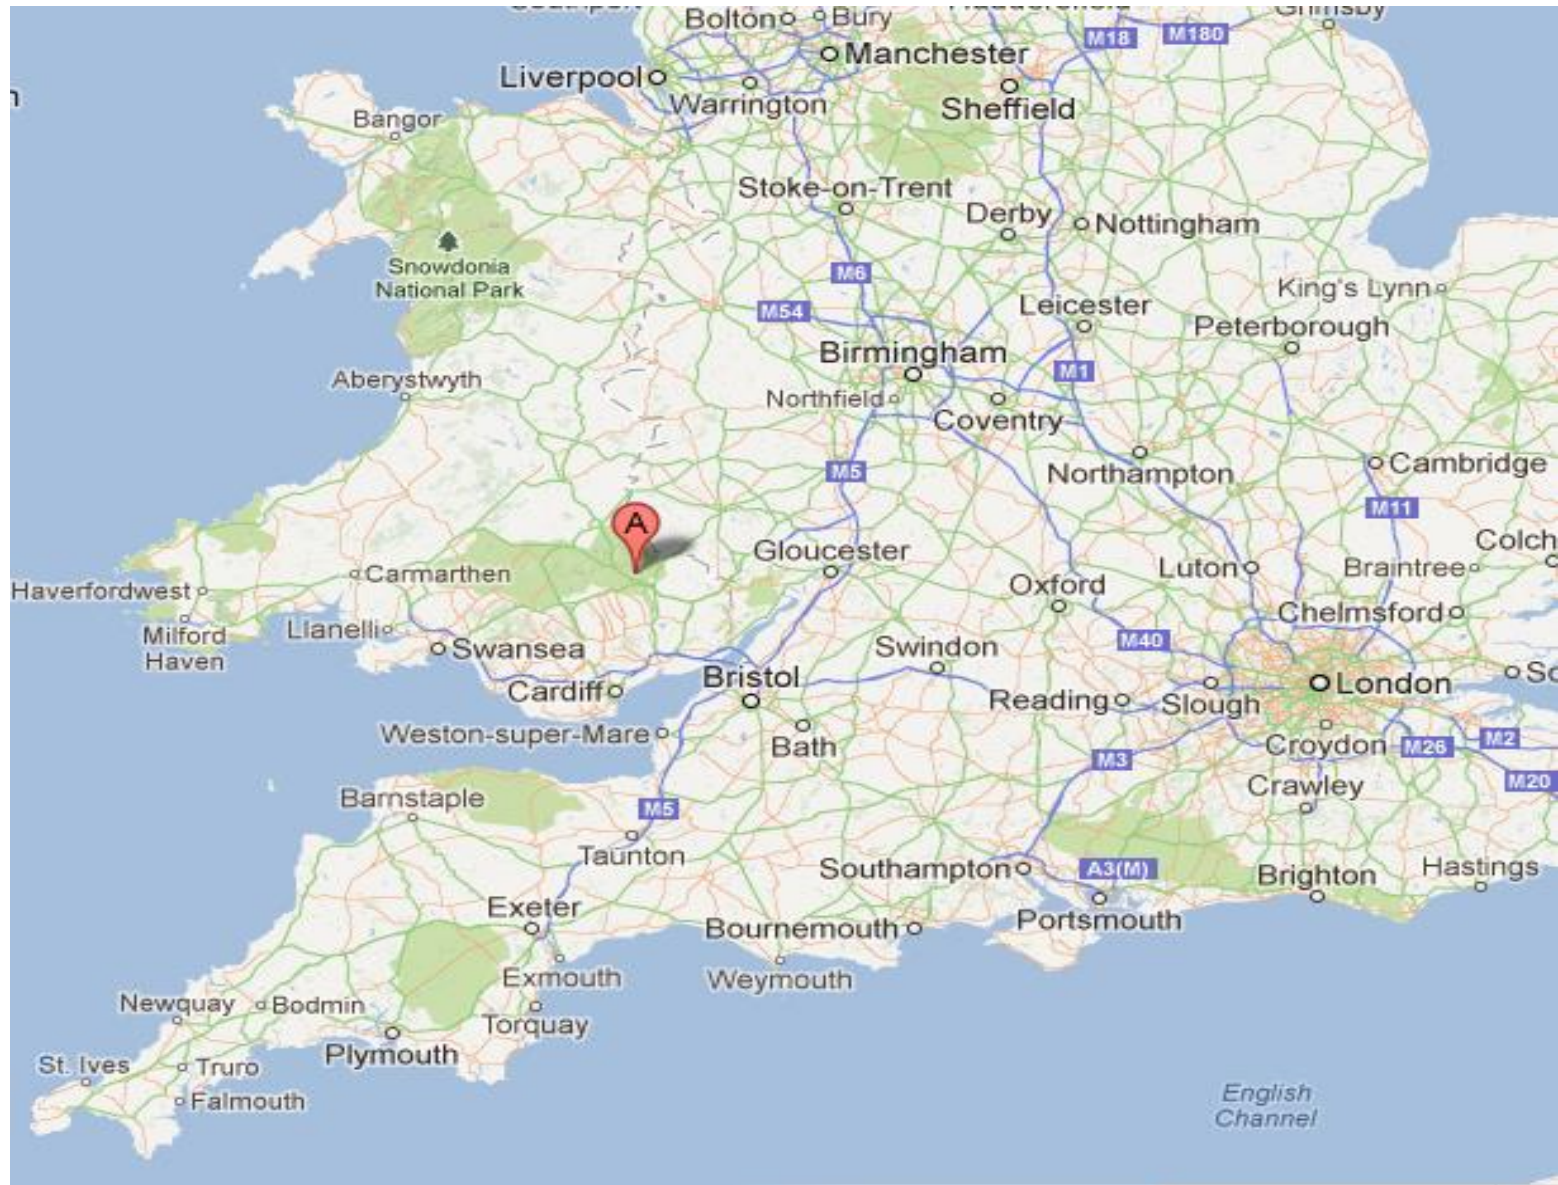 Bolton
Bury
M18
M180
Grimsby
Manchester
Liverpool
Warrington
Sheffield
Bangor
Stoke-on-Trent
Derby
Nottingham
Snowdonia
National Park
M6
M54
Leicester
King's Lynn
Peterborough
Birmingham
M1
Aberystwyth
Northfield
Coventry
M5
Northampton
Cambridge
M11
A
Gloucester
Colch
Carmarthen
Luton
Braintree
Haverfordwest
Oxford
Chelmsford
Milford
Haven
Llanelli
Swansea
M40
Swindon
Cardiff
Bristol
Reading
Slough
London
So
Weston-super-Mare
Bath
Croydon
M26
M2
M3
M20
Crawley
Barnstaple
M5
Taunton
Southampton
A3(M)
Brighton
Hastings
Exeter
Bournemouth
Portsmouth
Exmouth
Weymouth
Newquay
Bodmin
Torquay
Plymouth
St. Ives
Truro
Falmouth
English
Channel